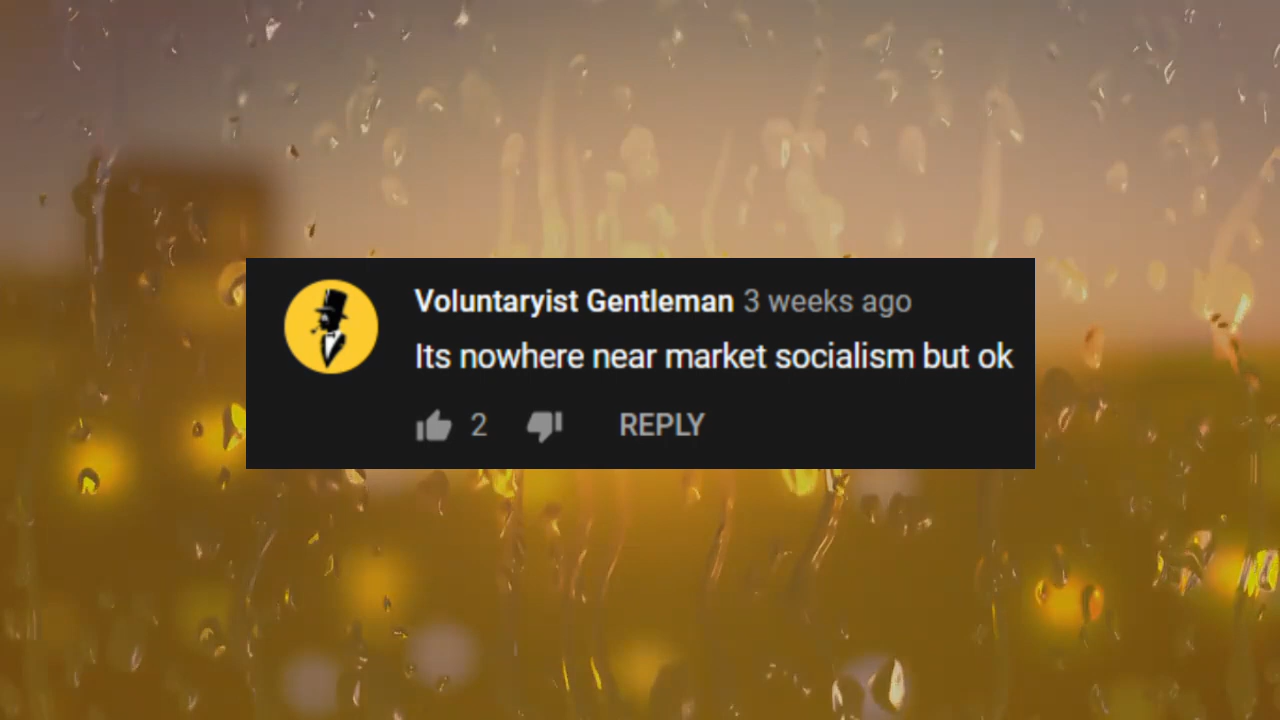 Voluntaryist Gentleman 3 weeks ago
Its nowhere near market socialism but ok
2 REPLY